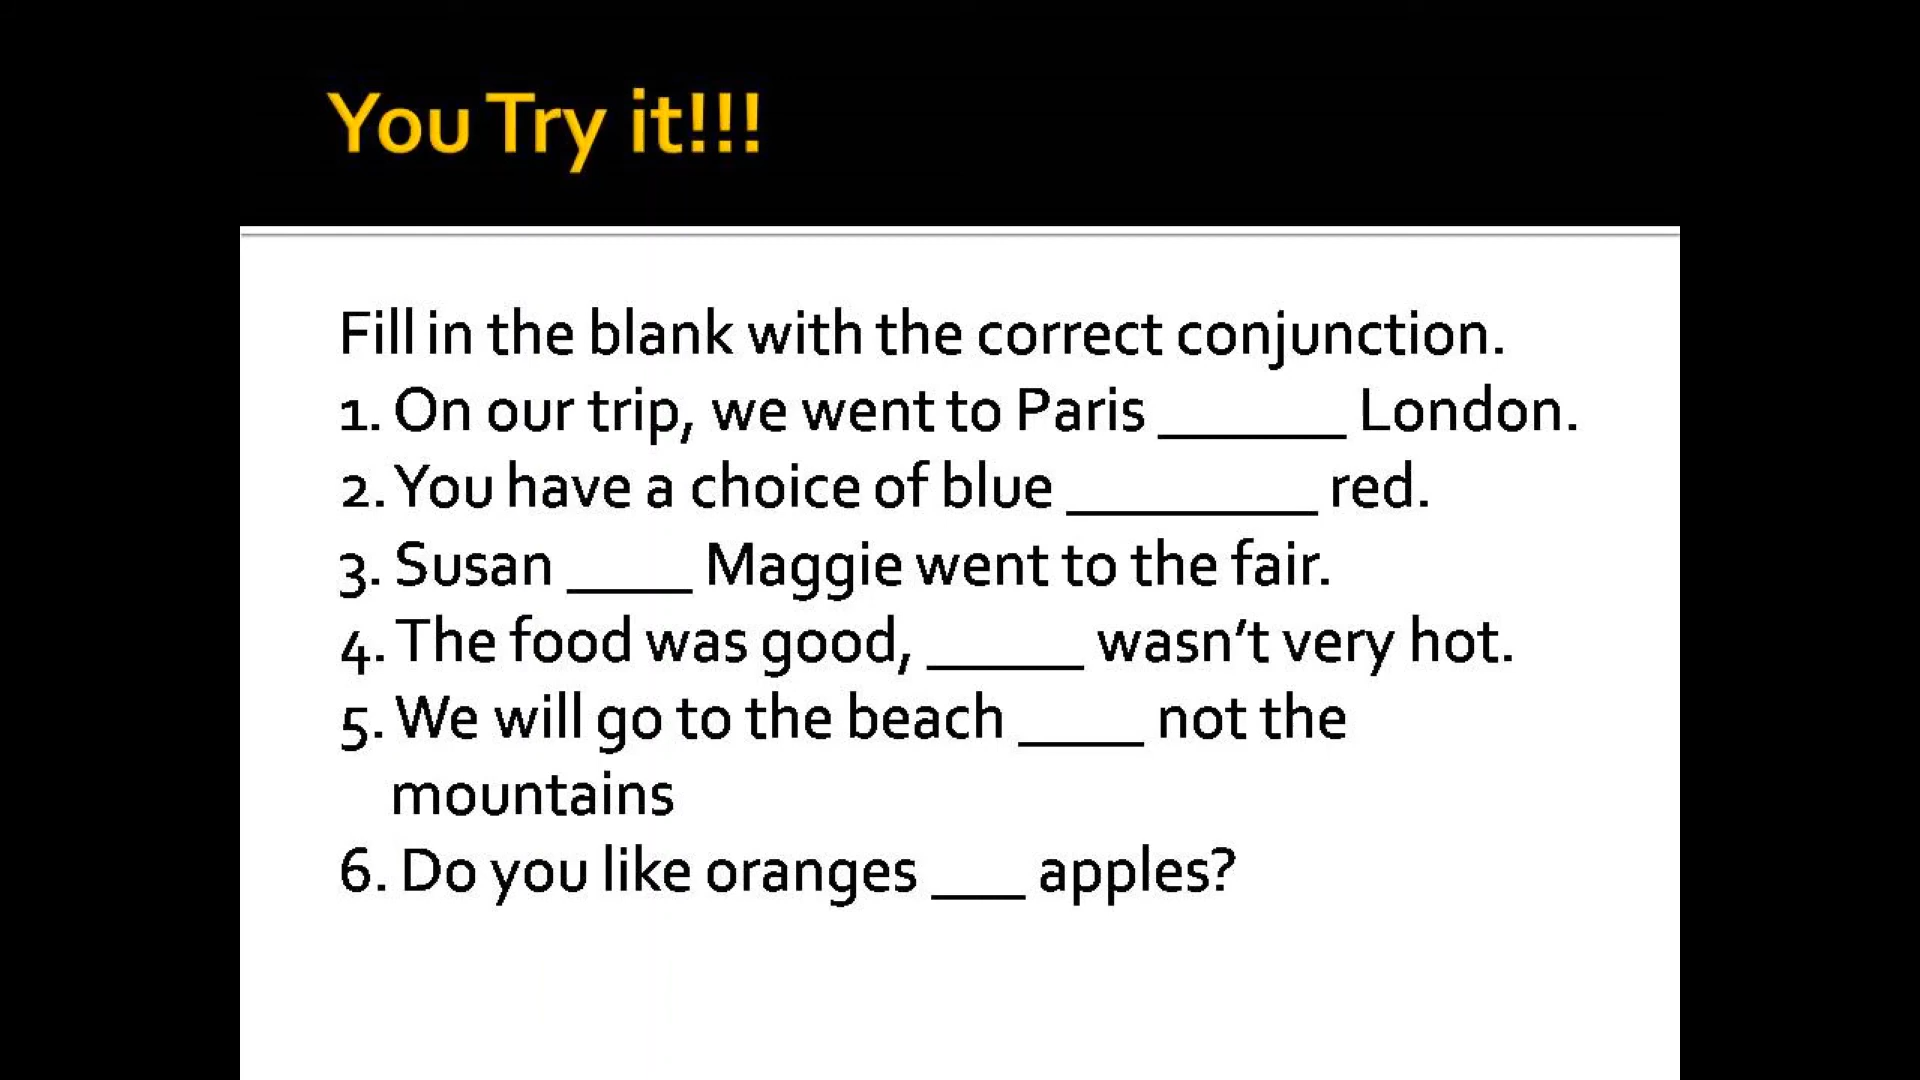 You Try it!!!
Fill in the blank with the correct conjunction.
1. On our trip, we went to Paris ______ London.
2. You have a choice of blue ________ red.
3. Susan ____ Maggie went to the fair.
4. The food was good, _____ wasn't very hot.
5. We will go to the beach ____ not the
mountains
6. Do you like oranges ___ apples?